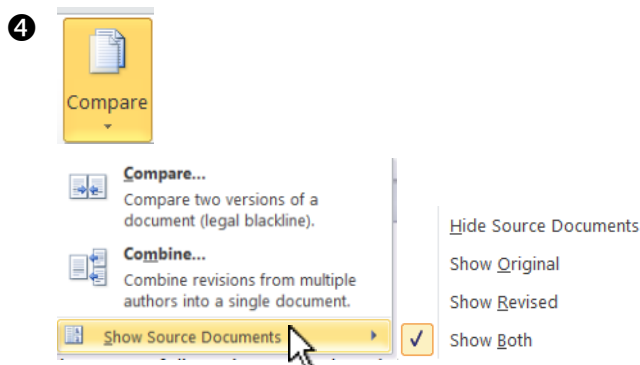 ❹
Compare
Compare...
Compare two versions of a
document (legal blackline).
Combine...
Combine revisions from multiple
authors into a single document.
Show Source Documents
Hide Source Documents
Show Original
Show Revised
Show Both